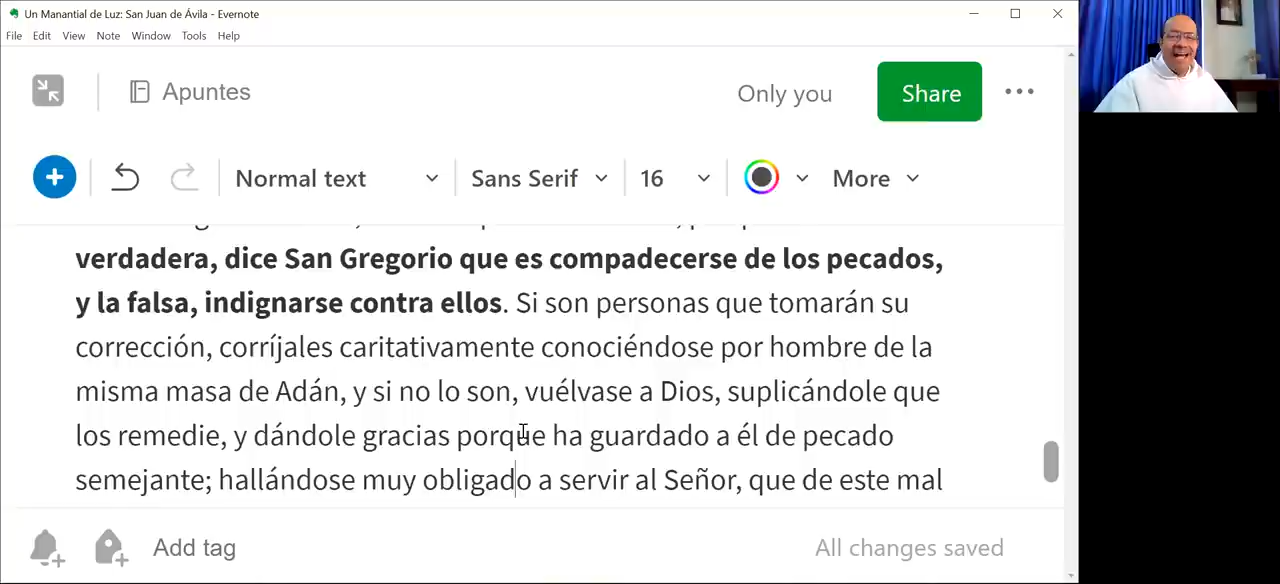 Un Manantial de Luz: San Juan de Ávila - Evernote
File Edit View Note Window Tools Help
Apuntes
Only you
Share
Normal text
Sans Serif
16
More
verdadera, dice San Gregorio que es compadecerse de los pecados,
y la falsa, indignarse contra ellos. Si son personas que tomarán su
corrección, corríjales caritativamente conociéndose por hombre de la
misma masa de Adán, y si no lo son, vuélvase a Dios, suplicándole que
los remedie, y dándole gracias porque ha guardado a él de pecado
semejante; hallándose muy obligado a servir al Señor, que de este mal
Add tag
All changes saved